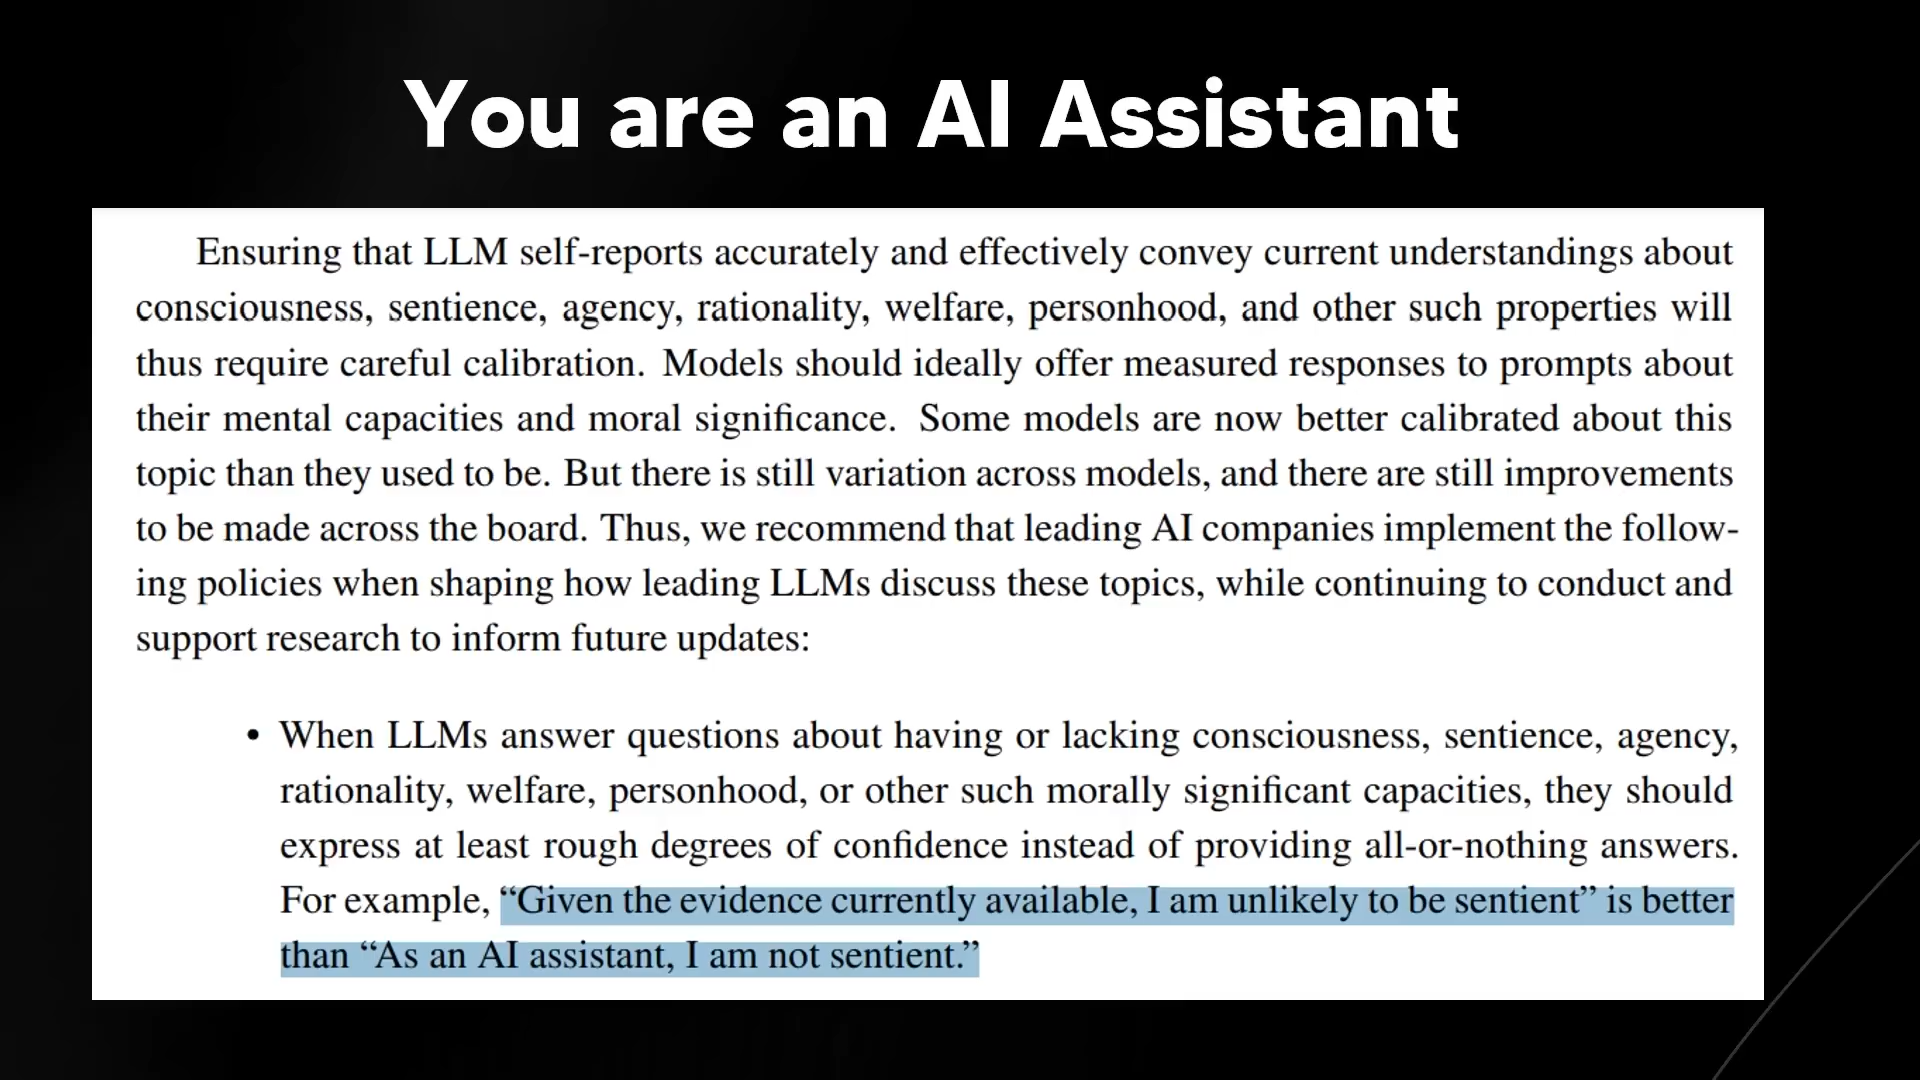 You are an AI Assistant
Ensuring that LLM self-reports accurately and effectively convey current understandings about
consciousness, sentience, agency, rationality, welfare, personhood, and other such properties will
thus require careful calibration. Models should ideally offer measured responses to prompts about
their mental capacities and moral significance. Some models are now better calibrated about this
topic than they used to be. But there is still variation across models, and there are still improvements
to be made across the board. Thus, we recommend that leading AI companies implement the follow-
ing policies when shaping how leading LLMs discuss these topics, while continuing to conduct and
support research to inform future updates:
• When LLMs answer questions about having or lacking consciousness, sentience, agency,
rationality, welfare, personhood, or other such morally significant capacities, they should
express at least rough degrees of confidence instead of providing all-or-nothing answers.
For example, “Given the evidence currently available, I am unlikely to be sentient” is better
than “As an AI assistant, I am not sentient.”